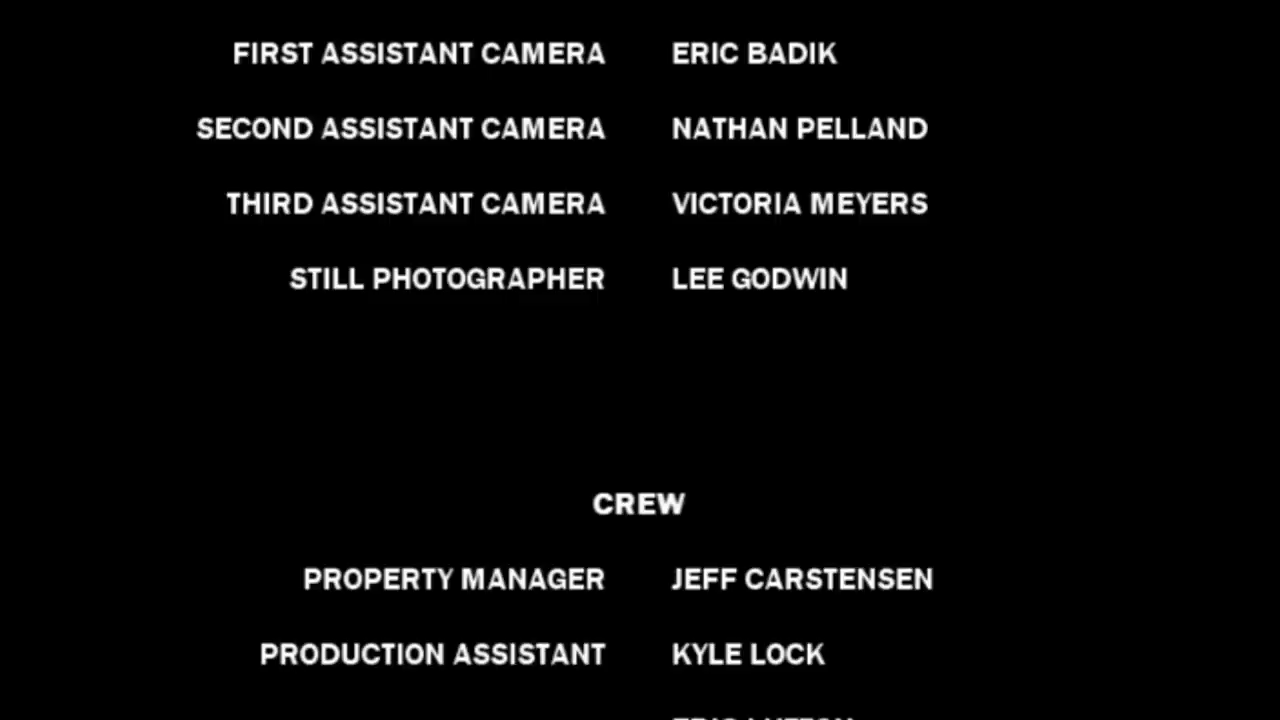 FIRST ASSISTANT CAMERA ERIC BADIK
SECOND ASSISTANT CAMERA NATHAN PELLAND
THIRD ASSISTANT CAMERA VICTORIA MEYERS
STILL PHOTOGRAPHER LEE GODWIN
CREW
PROPERTY MANAGER JEFF CARSTENSEN
PRODUCTION ASSISTANT KYLE LOCK